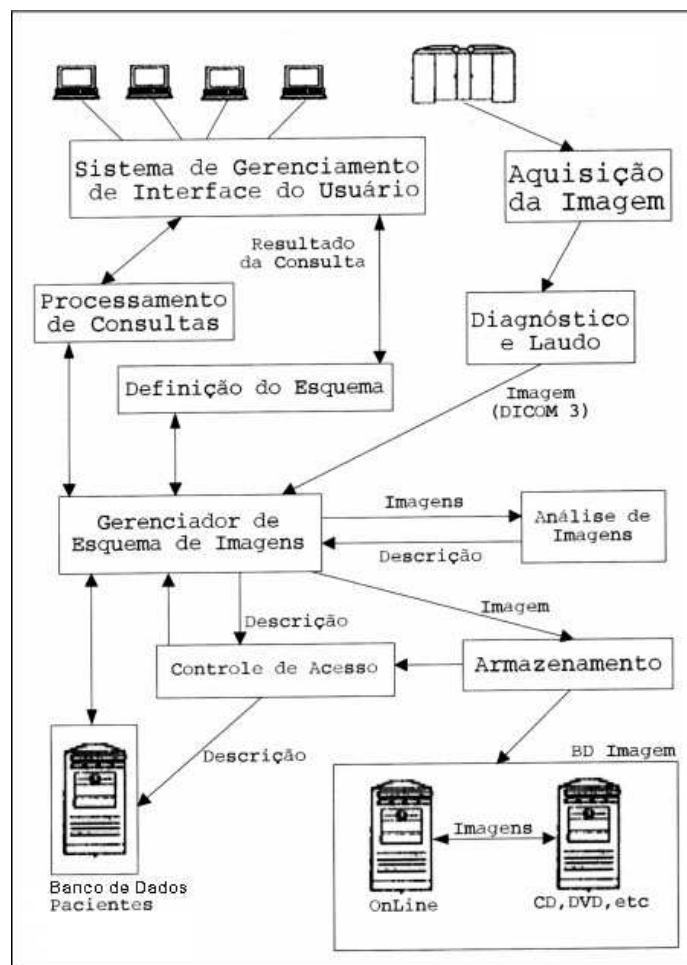 Sistema de Gerenciamento
de Interface do Usuário
Aquisição
da Imagem
Resultado
da Consulta
Processamento
de Consultas
Diagnóstico
e Laudo
Definição do Esquema
Imagem
(DICOM 3)
Gerenciador de
Esquema de Imagens
Imagens
Descrição
Análise de
Imagens
Descrição
Imagem
Controle de Acesso
Armazenamento
Descrição
BD Imagem
Imagens
OnLine
CD,DVD,etc
Banco de Dados
Pacientes